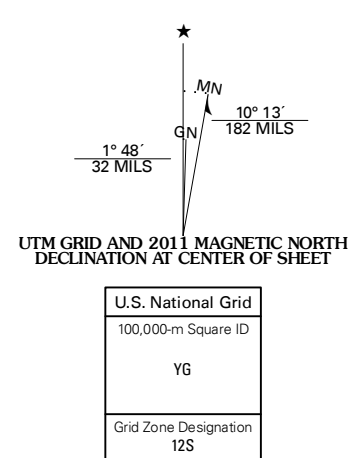 MN
GN
10° 13´
182 MILS
1° 48´
32 MILS
UTM GRID AND 2011 MAGNETIC NORTH
DECLINATION AT CENTER OF SHEET
U.S. National Grid
100,000-m Square ID
YG
Grid Zone Designation
12S